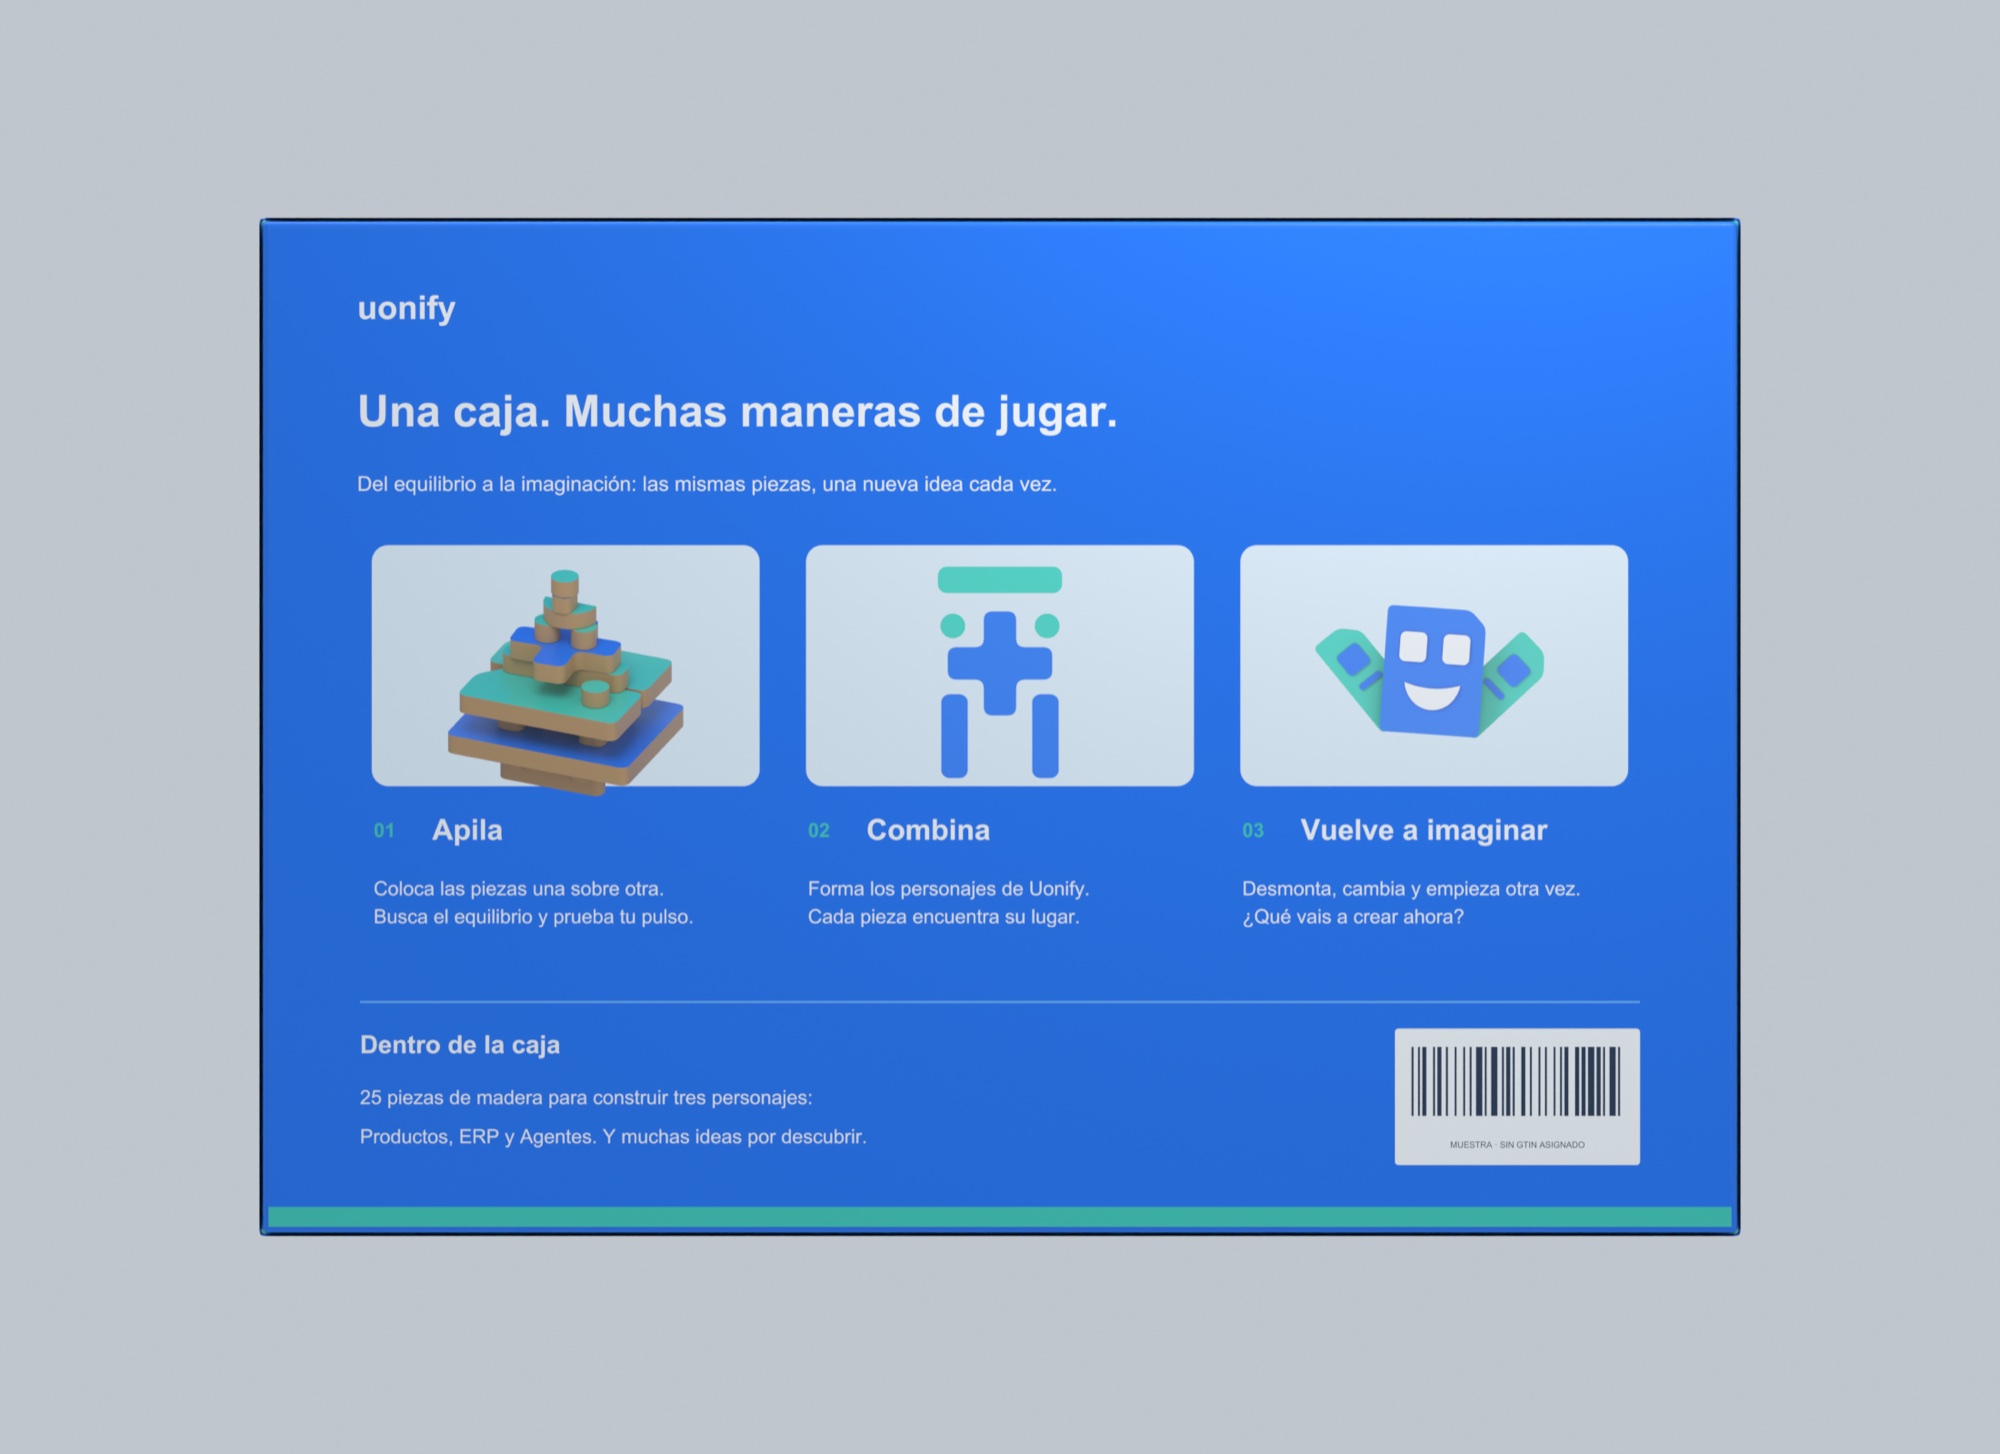 uonify
Una caja. Muchas maneras de jugar.
Del equilibrio a la imaginación: las mismas piezas, una nueva idea cada vez.
01 Apila
Coloca las piezas una sobre otra.
Busca el equilibrio y prueba tu pulso.
02 Combina
Forma los personajes de Uonify.
Cada pieza encuentra su lugar.
03 Vuelve a imaginar
Desmonta, cambia y empieza otra vez.
¿Qué vais a crear ahora?
Dentro de la caja
25 piezas de madera para construir tres personajes:
Productos, ERP y Agentes. Y muchas ideas por descubrir.
MUESTRA · SIN GTIN ASIGNADO